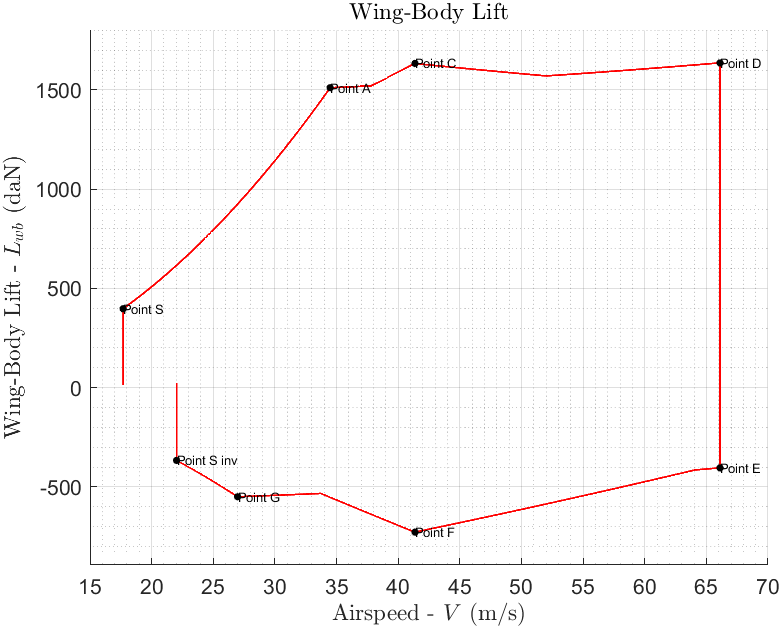 Wing-Body Lift
Wing-Body Lift - L_{wb} (daN)
1500
1000
500
0
-500
Point S
Point A
Point C
Point D
Point S inv
Point G
Point F
Point E
15 20 25 30 35 40 45 50 55 60 65 70
Airspeed - V (m/s)